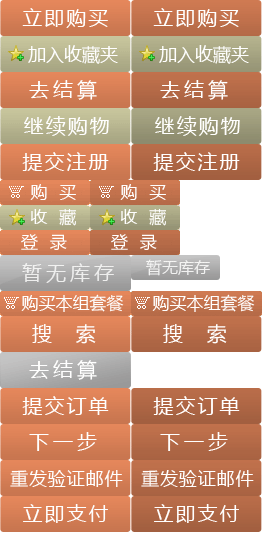 立即购买 立即购买
加入收藏夹 加入收藏夹
去结算 去结算
继续购物 继续购物
提交注册 提交注册
购 买 购 买
收 藏 收 藏
登 录 登 录
暂无库存 暂无库存
购买本组套餐 购买本组套餐
搜 索 搜 索
去结算
提交订单 提交订单
下一步 下一步
重发验证邮件 重发验证邮件
立即支付 立即支付